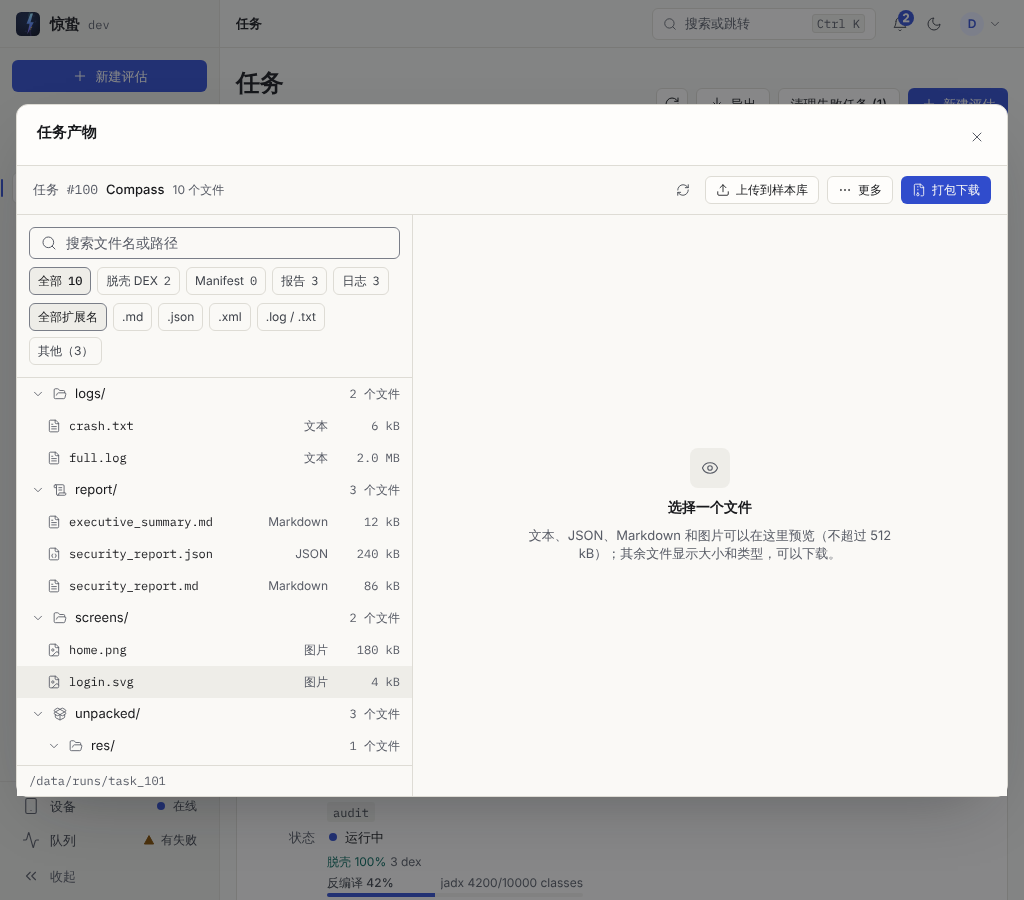 惊蛰 dev
任务
搜索或跳转 Ctrl K
2
D
新建评估
任务
导出
清理失败任务 (1)
新建评估
任务产物
任务 #100 Compass 10 个文件
上传到样本库
更多
打包下载
搜索文件名或路径
全部 10
脱壳 DEX 2
Manifest 0
报告 3
日志 3
全部扩展名
.md
.json
.xml
.log / .txt
其他（3）
logs/ 2 个文件
crash.txt 文本 6 kB
full.log 文本 2.0 MB
report/ 3 个文件
executive_summary.md Markdown 12 kB
security_report.json JSON 240 kB
security_report.md Markdown 86 kB
screens/ 2 个文件
home.png 图片 180 kB
login.svg 图片 4 kB
unpacked/ 3 个文件
res/ 1 个文件
/data/runs/task_101
选择一个文件
文本、JSON、Markdown 和图片可以在这里预览（不超过 512
kB）；其余文件显示大小和类型，可以下载。
设备 在线
队列 有失败
收起
audit
状态 运行中
脱壳 100% 3 dex
反编译 42% jadx 4200/10000 classes